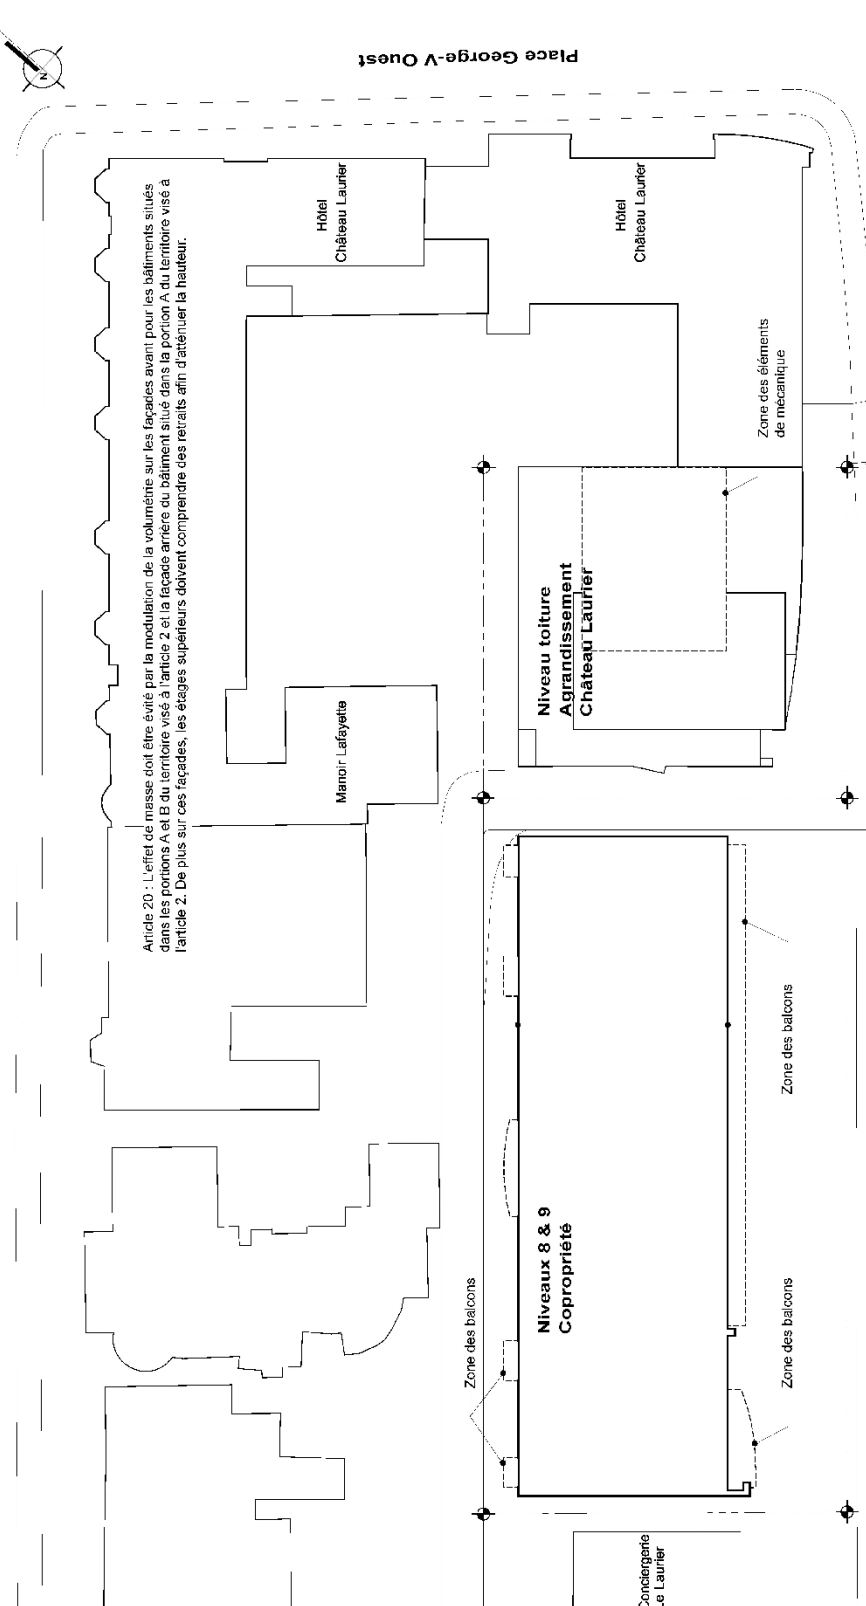 Place George-V Ouest
N
Hôtel
Château Laurier
Hôtel
Château Laurier
Article 20 : L'effet de masse doit être évité par la modulation de la volumétrie sur les façades avant pour les bâtiments situés
dans les portions A et B du territoire visé à l'article 2 et la façade arrière du bâtiment situé dans la portion A du territoire visé à
l'article 2. De plus sur ces façades, les étages supérieurs doivent comprendre des retraits afin d'atténuer la hauteur.
Zone des éléments
de mécanique
Niveau toiture
Agrandissement
Château Laurier
Manoir Lafayette
Zone des balcons
Niveaux 8 & 9
Copropriété
Zone des balcons
Zone des balcons
Conciergerie
Le Laurier